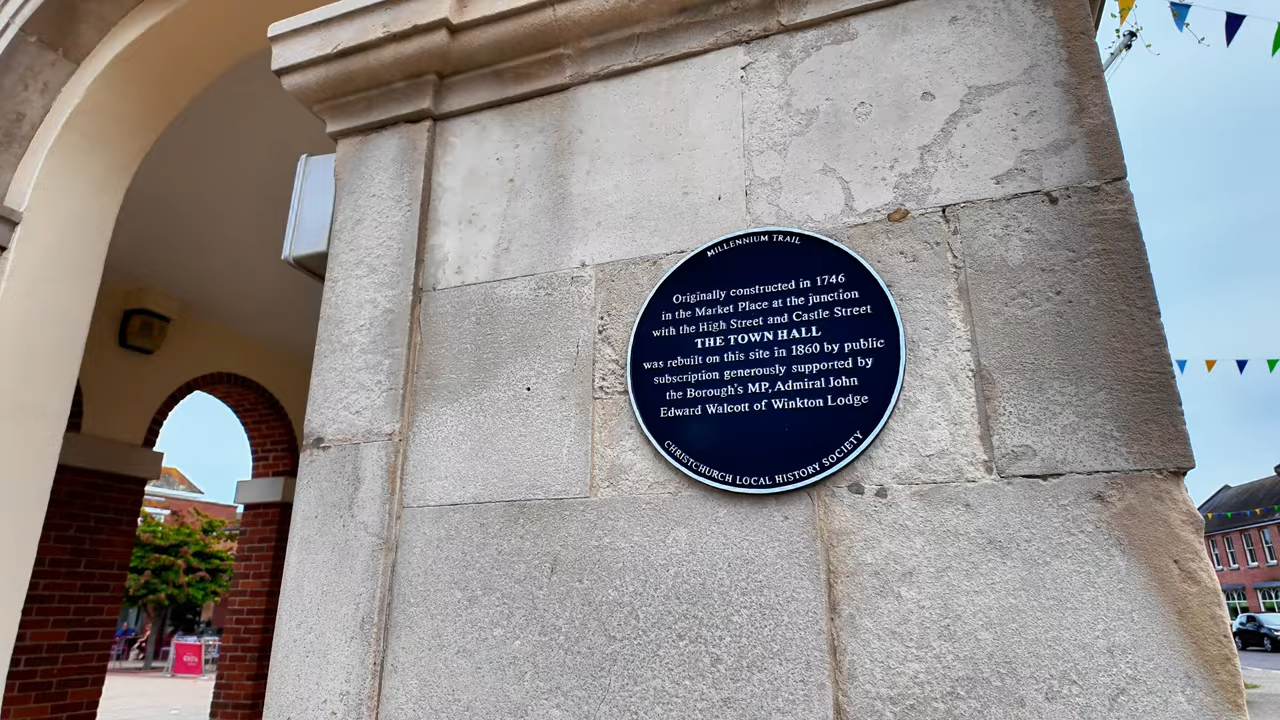 MILLENNIUM TRAIL
Originally constructed in 1746
in the Market Place at the junction
with the High Street and Castle Street
THE TOWN HALL
was rebuilt on this site in 1860 by public
subscription generously supported by
the Borough's MP, Admiral John
Edward Walcott of Winkton Lodge
CHRISTCHURCH LOCAL HISTORY SOCIETY